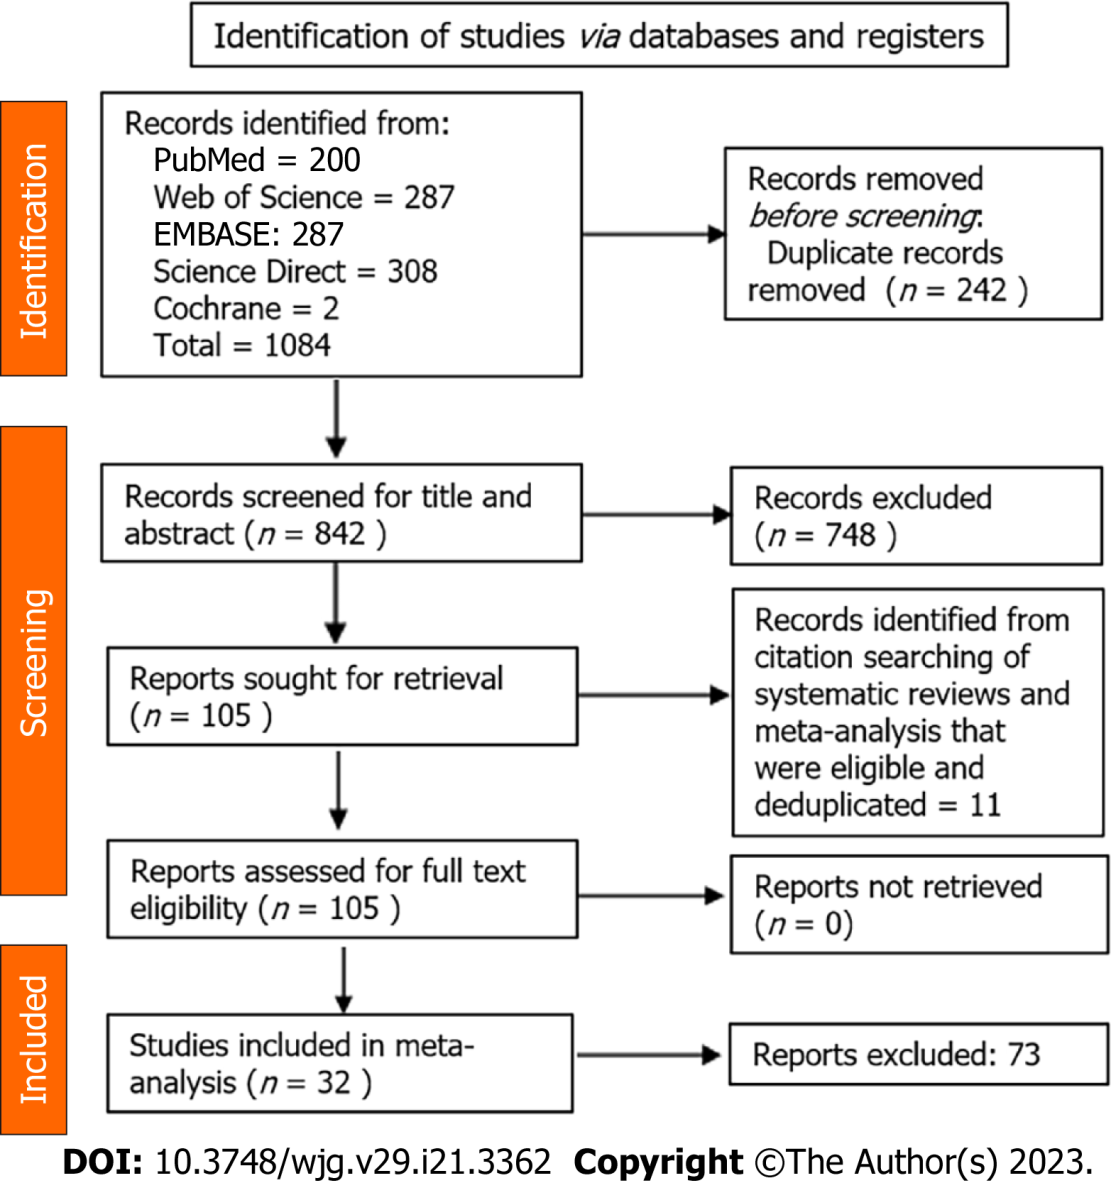 Identification of studies via databases and registers
Identification
Records identified from:
PubMed = 200
Web of Science = 287
EMBASE: 287
Science Direct = 308
Cochrane = 2
Total = 1084
Records removed
before screening:
Duplicate records
removed (n = 242 )
Screening
Records screened for title and
abstract (n = 842 )
Records excluded
(n = 748 )
Reports sought for retrieval
(n = 105 )
Records identified from
citation searching of
systematic reviews and
meta-analysis that
were eligible and
deduplicated = 11
Reports assessed for full text
eligibility (n = 105 )
Reports not retrieved
(n = 0)
Included
Studies included in meta-
analysis (n = 32 )
Reports excluded: 73
DOI: 10.3748/wjg.v29.i21.3362 Copyright ©The Author(s) 2023.